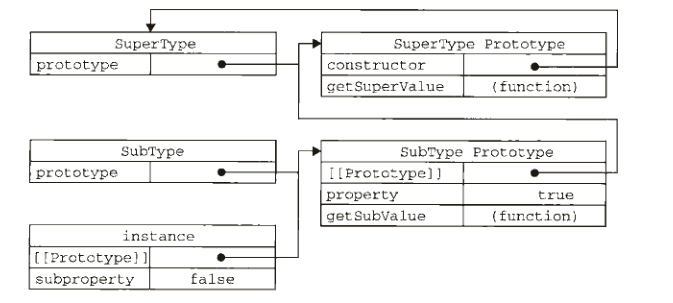 SuperType
prototype
SuperType Prototype
constructor
getSuperValue (function)
SubType
prototype
SubType Prototype
[[Prototype]]
property true
getSubValue (function)
instance
[[Prototype]]
subproperty false